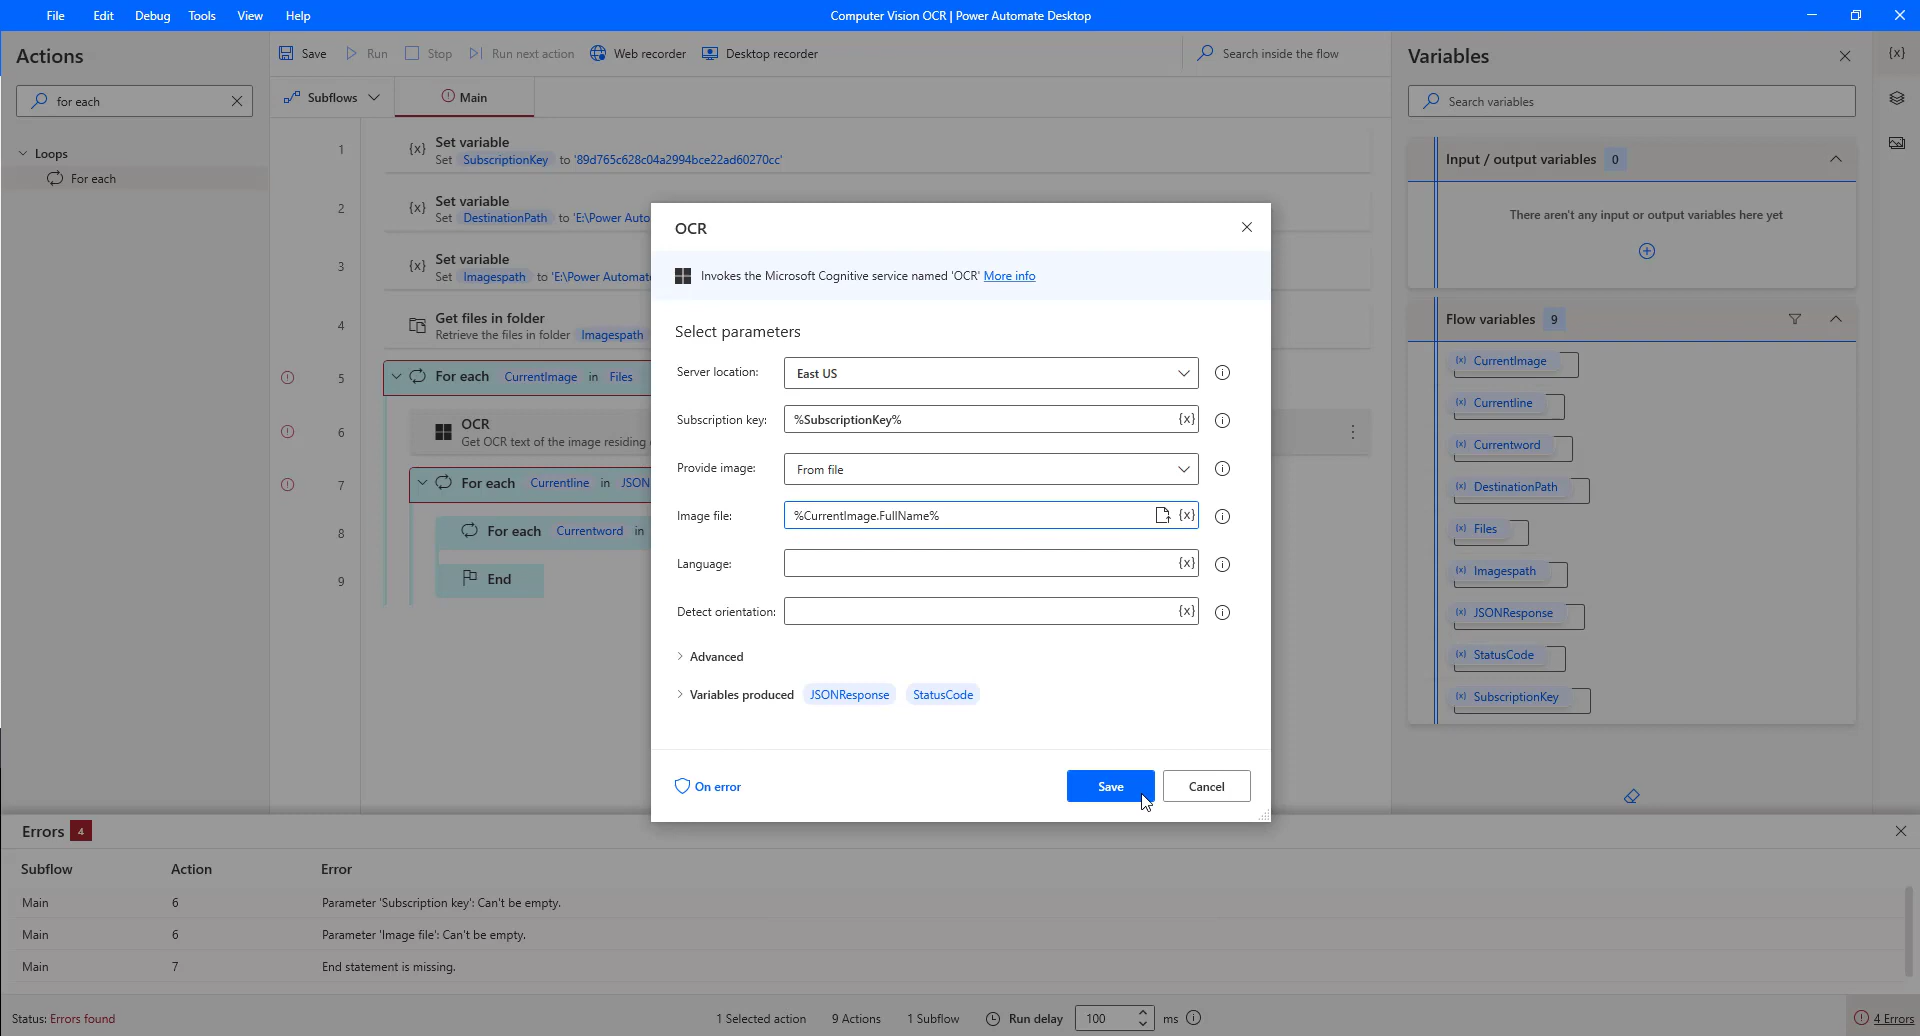 File Edit Debug Tools View Help
Computer Vision OCR | Power Automate Desktop
Actions
for each
Loops
For each
Save Run Stop Run next action Web recorder Desktop recorder
Search inside the flow
Subflows
Main
1
Set variable
Set SubscriptionKey to '89d765c628c04a2994bce22ad60270cc'
2
Set variable
Set DestinationPath to 'E:\Power Auto
3
Set variable
Set Imagespath to 'E:\Power Automat
4
Get files in folder
Retrieve the files in folder Imagespath
5
For each CurrentImage in Files
6
OCR
Get OCR text of the image residing
7
For each Currentline in JSON
8
For each Currentword in
9
End
OCR
Invokes the Microsoft Cognitive service named 'OCR' More info
Select parameters
Server location: East US
Subscription key: %SubscriptionKey% {x}
Provide image: From file
Image file: %CurrentImage.FullName% {x}
Language: {x}
Detect orientation: {x}
Advanced
Variables produced JSONResponse StatusCode
On error
Save
Cancel
Variables
Search variables
Input / output variables 0
There aren't any input or output variables here yet
Flow variables 9
{x} CurrentImage
{x} Currentline
{x} Currentword
{x} DestinationPath
{x} Files
{x} Imagespath
{x} JSONResponse
{x} StatusCode
{x} SubscriptionKey
Errors 4
Subflow Action Error
Main 6 Parameter 'Subscription key': Can't be empty.
Main 6 Parameter 'Image file': Can't be empty.
Main 7 End statement is missing.
Status: Errors found
1 Selected action 9 Actions 1 Subflow Run delay 100 ms
4 Errors